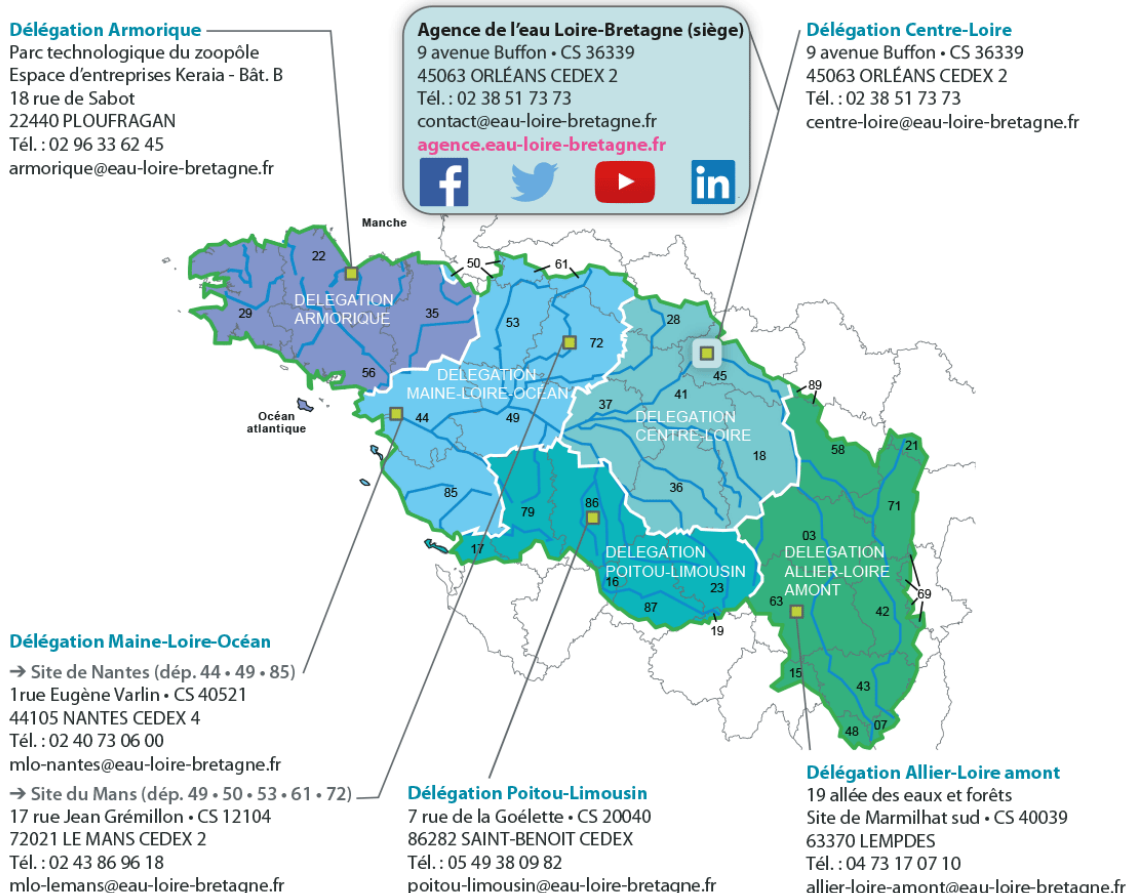 Délégation Armorique
Parc technologique du zoopôle
Espace d'entreprises Keraia - Bât. B
18 rue de Sabot
22440 PLOUFRAGAN
Tél. : 02 96 33 62 45
armorique@eau-loire-bretagne.fr
Agence de l'eau Loire-Bretagne (siège)
9 avenue Buffon • CS 36339
45063 ORLÉANS CEDEX 2
Tél. : 02 38 51 73 73
contact@eau-loire-bretagne.fr
agence.eau-loire-bretagne.fr
f
in
Délégation Centre-Loire
9 avenue Buffon • CS 36339
45063 ORLÉANS CEDEX 2
Tél. : 02 38 51 73 73
centre-loire@eau-loire-bretagne.fr
Manche
22
29
DELEGATION
ARMORIQUE
35
56
50
61
53
72
DELEGATION
MAINE-LOIRE-OCÉAN
44
49
85
Océan
atlantique
28
45
41
37
DELEGATION
CENTRE-LOIRE
18
36
89
58
21
71
79
86
17
DELEGATION
POITOU-LIMOUSIN
16
23
87
19
03
DELEGATION
ALLIER-LOIRE
AMONT
63
42
69
15
43
48
07
Délégation Maine-Loire-Océan
➔ Site de Nantes (dép. 44 • 49 • 85)
1rue Eugène Varlin • CS 40521
44105 NANTES CEDEX 4
Tél. : 02 40 73 06 00
mlo-nantes@eau-loire-bretagne.fr
➔ Site du Mans (dép. 49 • 50 • 53 • 61 • 72)
17 rue Jean Grémillon • CS 12104
72021 LE MANS CEDEX 2
Tél. : 02 43 86 96 18
mlo-lemans@eau-loire-bretagne.fr
Délégation Poitou-Limousin
7 rue de la Goélette • CS 20040
86282 SAINT-BENOIT CEDEX
Tél. : 05 49 38 09 82
poitou-limousin@eau-loire-bretagne.fr
Délégation Allier-Loire amont
19 allée des eaux et forêts
Site de Marmilhat sud • CS 40039
63370 LEMPDES
Tél. : 04 73 17 07 10
allier-loire-amont@eau-loire-bretagne.fr